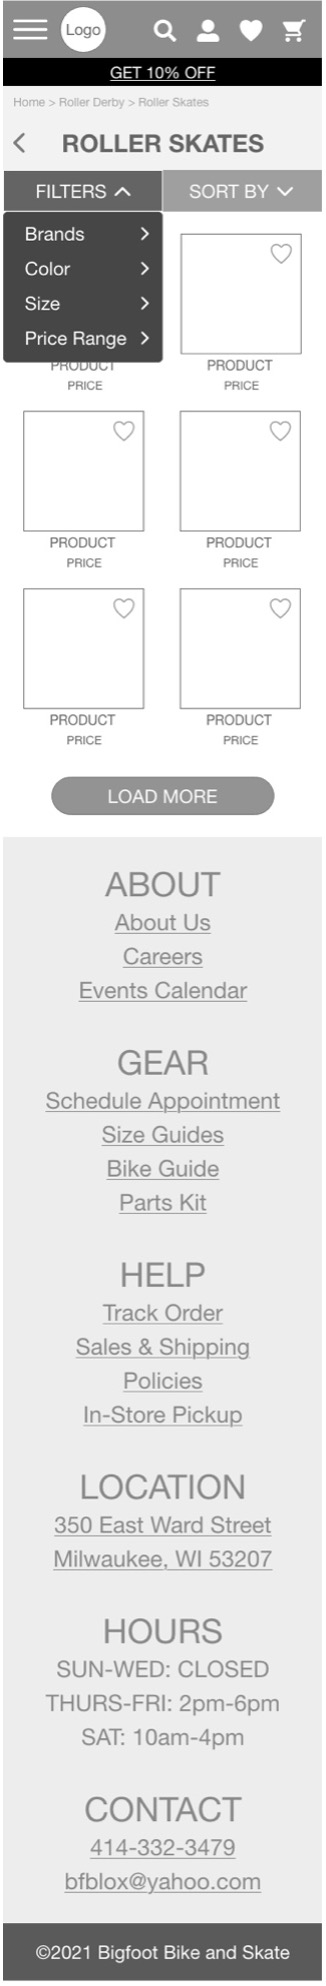 Logo
GET 10% OFF
Home > Roller Derby > Roller Skates
ROLLER SKATES
FILTERS SORT BY
Brands
Color
Size
Price Range
PRODUCT PRODUCT
PRICE PRICE
PRODUCT PRODUCT
PRICE PRICE
PRODUCT PRODUCT
PRICE PRICE
LOAD MORE
ABOUT
About Us
Careers
Events Calendar
GEAR
Schedule Appointment
Size Guides
Bike Guide
Parts Kit
HELP
Track Order
Sales & Shipping
Policies
In-Store Pickup
LOCATION
350 East Ward Street
Milwaukee, WI 53207
HOURS
SUN-WED: CLOSED
THURS-FRI: 2pm-6pm
SAT: 10am-4pm
CONTACT
414-332-3479
bfblox@yahoo.com
©2021 Bigfoot Bike and Skate